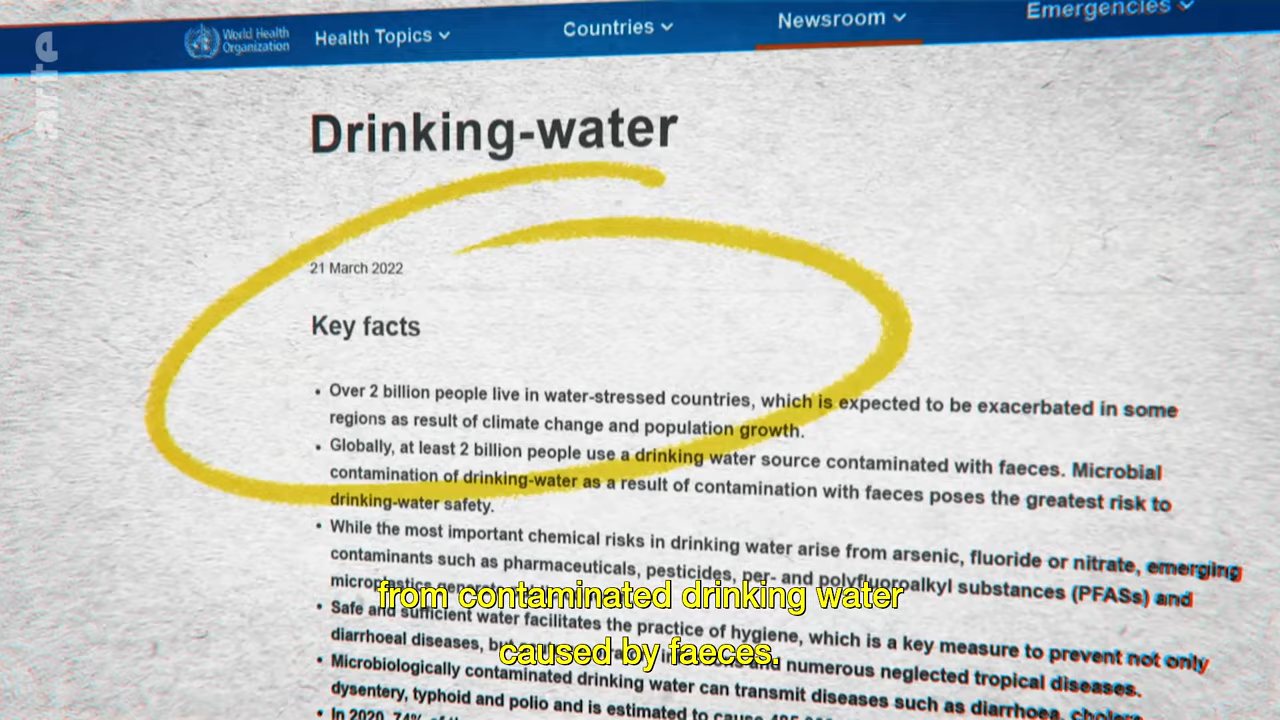 arte
World Health
Organization
Health Topics
Countries
Newsroom
Emergencies
Drinking-water
21 March 2022
Key facts
• Over 2 billion people live in water-stressed countries, which is expected to be exacerbated in some
regions as result of climate change and population growth.
• Globally, at least 2 billion people use a drinking water source contaminated with faeces. Microbial
contamination of drinking-water as a result of contamination with faeces poses the greatest risk to
drinking-water safety.
• While the most important chemical risks in drinking water arise from arsenic, fluoride or nitrate, emerging
contaminants such as pharmaceuticals, pesticides, per- and polyfluoroalkyl substances (PFASs) and
microplastics
from contaminated drinking water
• Safe and sufficient water facilitates the practice of hygiene, which is a key measure to prevent not only
diarrhoeal diseases, and numerous neglected tropical diseases.
caused by faeces.
• Microbiologically contaminated drinking water can transmit diseases such as diarrhoea, cholera,
dysentery, typhoid and polio and is estimated to cause
• In 2020, 74% of the